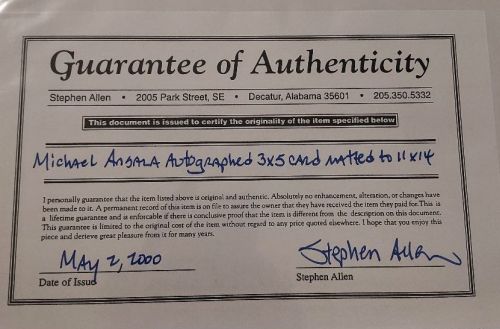 Guarantee of Authenticity
Stephen Allen • 2005 Park Street, SE • Decatur, Alabama 35601 • 205.350.5332
This document is issued to certify the originality of the item specified below
Michael Ansara Autographed 3x5 card matted to 11x14
I personally guarantee that the item listed above is original and authentic. Absolutely no enhancement, alteration, or changes have
been made to it. A permanent record of this item is on file to assure the owner that they have received the item they paid for. This is
a lifetime guarantee and is enforceable if there is conclusive proof that the item is different from the description on this document.
This guarantee is limited to the original cost of the item without regard to any price quoted elsewhere. I hope that you enjoy this
piece and derieve great pleasure from it for many years.
May 2, 2000
Stephen Allen
Date of Issue
Stephen Allen